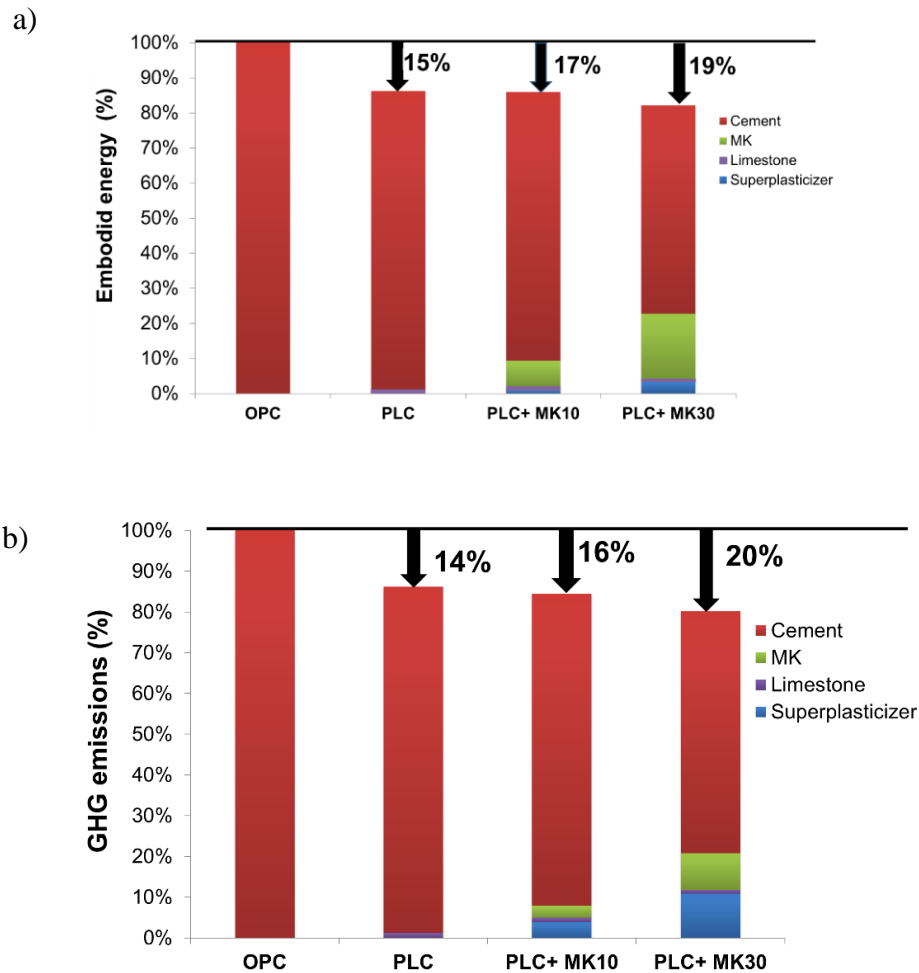 a)
100%
90%
80%
70%
60%
50%
40%
30%
20%
10%
0%
Embodid energy (%)
15%
17%
19%
Cement
MK
Limestone
Superplasticizer
OPC PLC PLC+ MK10 PLC+ MK30
b)
100%
90%
80%
70%
60%
50%
40%
30%
20%
10%
0%
GHG emissions (%)
14%
16%
20%
Cement
MK
Limestone
Superplasticizer
OPC PLC PLC+ MK10 PLC+ MK30